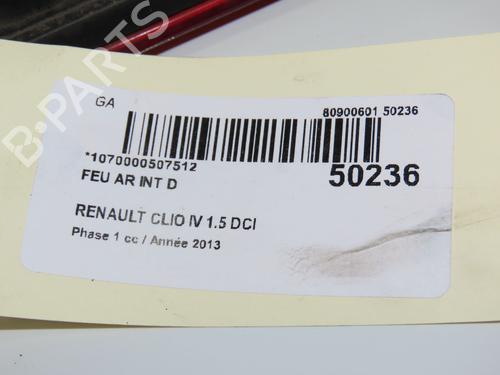 GA
80900601 50236
*1070000507512
50236
FEU AR INT D
RENAULT CLIO IV 1.5 DCI
Phase 1 cc / Année 2013
B-PARTS